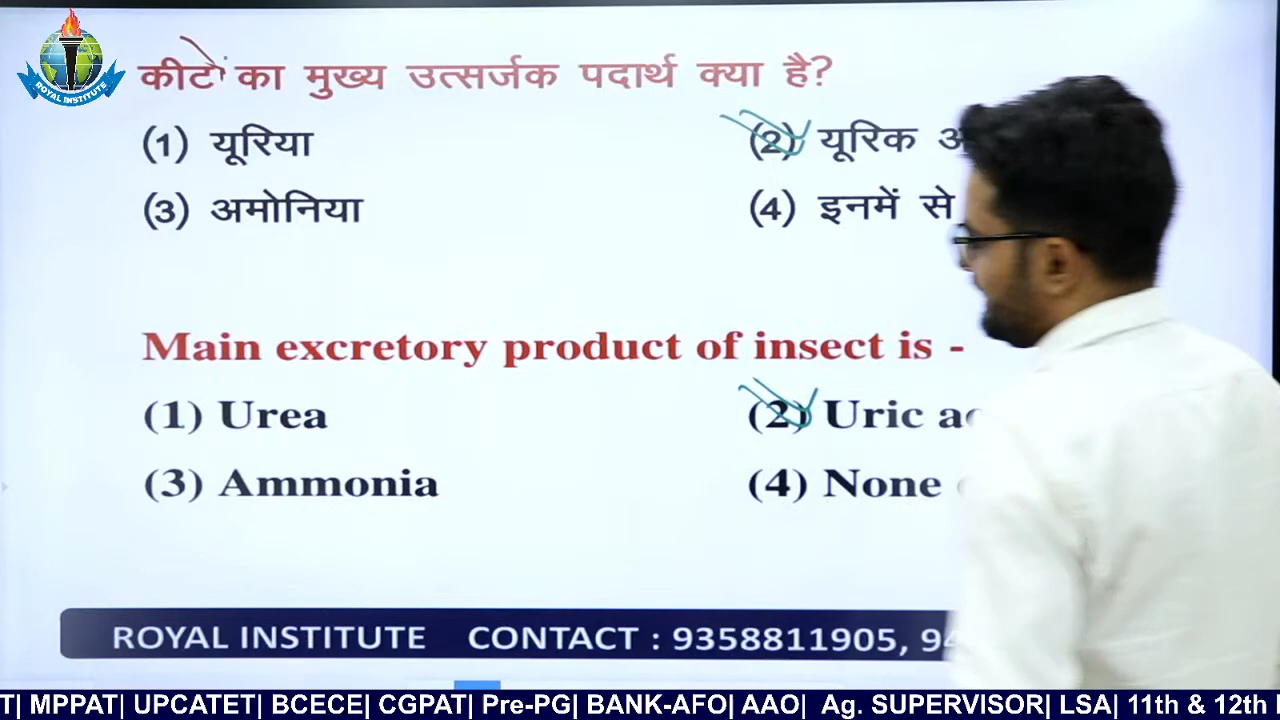 ROYAL INSTITUTE
कीटों का मुख्य उत्सर्जक पदार्थ क्या है?
(1) यूरिया (2) यूरिक
(3) अमोनिया (4) इनमें से
Main excretory product of insect is -
(1) Urea (2) Uric
(3) Ammonia (4) None
ROYAL INSTITUTE CONTACT : 9358811905,
T| MPPAT| UPCATET| BCECE| CGPAT| Pre-PG| BANK-AFO| AAO| Ag. SUPERVISOR| LSA| 11th & 12th